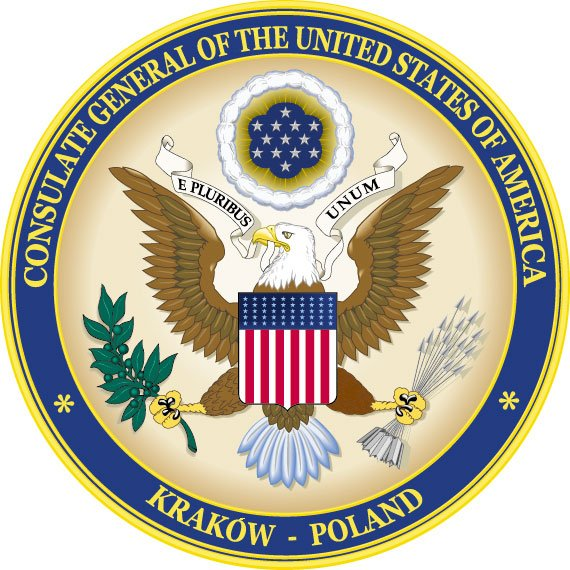 CONSULATE GENERAL OF THE UNITED STATES OF AMERICA
E PLURIBUS UNUM
* KRAKÓW - POLAND *